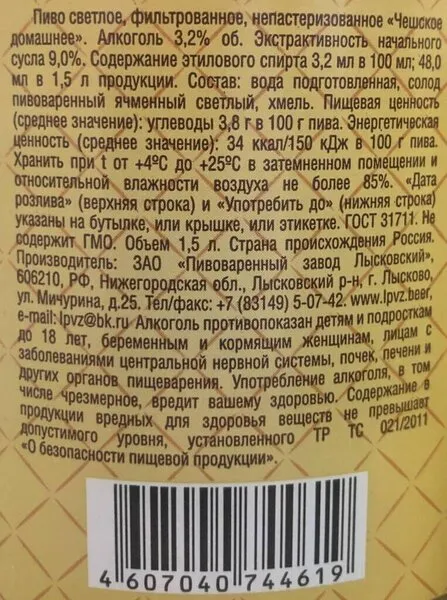 Пиво светлое, фильтрованное, непастеризованное «Чешское
домашнее». Алкоголь 3,2% об. Экстрактивность начального
сусла 9,0%. Содержание этилового спирта 3,2 мл в 100 мл; 48,0
мл в 1,5 л продукции. Состав: вода подготовленная, солод
пивоваренный ячменный светлый, хмель. Пищевая ценность
(среднее значение): углеводы 3,8 г в 100 г пива. Энергетическая
ценность (среднее значение): 34 ккал/150 кДж в 100 г пива.
Хранить при t от +4ºС до +25ºС в затемненном помещении и
относительной влажности воздуха не более 85%. «Дата
розлива» (верхняя строка) и «Употребить до» (нижняя строка)
указаны на бутылке, или крышке, или этикетке. ГОСТ 31711. Не
содержит ГМО. Объем 1,5 л. Страна происхождения Россия.
Производитель: ЗАО «Пивоваренный завод Лысковский»,
606210, РФ, Нижегородская обл., Лысковский р-н, г. Лысково,
ул. Мичурина, д.25. Тел/факс: +7 (83149) 5-07-42. www.lpvz.beer,
e-mail: lpvz@bk.ru Алкоголь противопоказан детям и подросткам
до 18 лет, беременным и кормящим женщинам, лицам с
заболеваниями центральной нервной системы, почек, печени и
других органов пищеварения. Употребление алкоголя, в том
числе чрезмерное, вредит вашему здоровью. Содержание в
продукции вредных для здоровья веществ не превышает
допустимого уровня, установленного ТР ТС 021/2011
«О безопасности пищевой продукции».
4 607040 744619